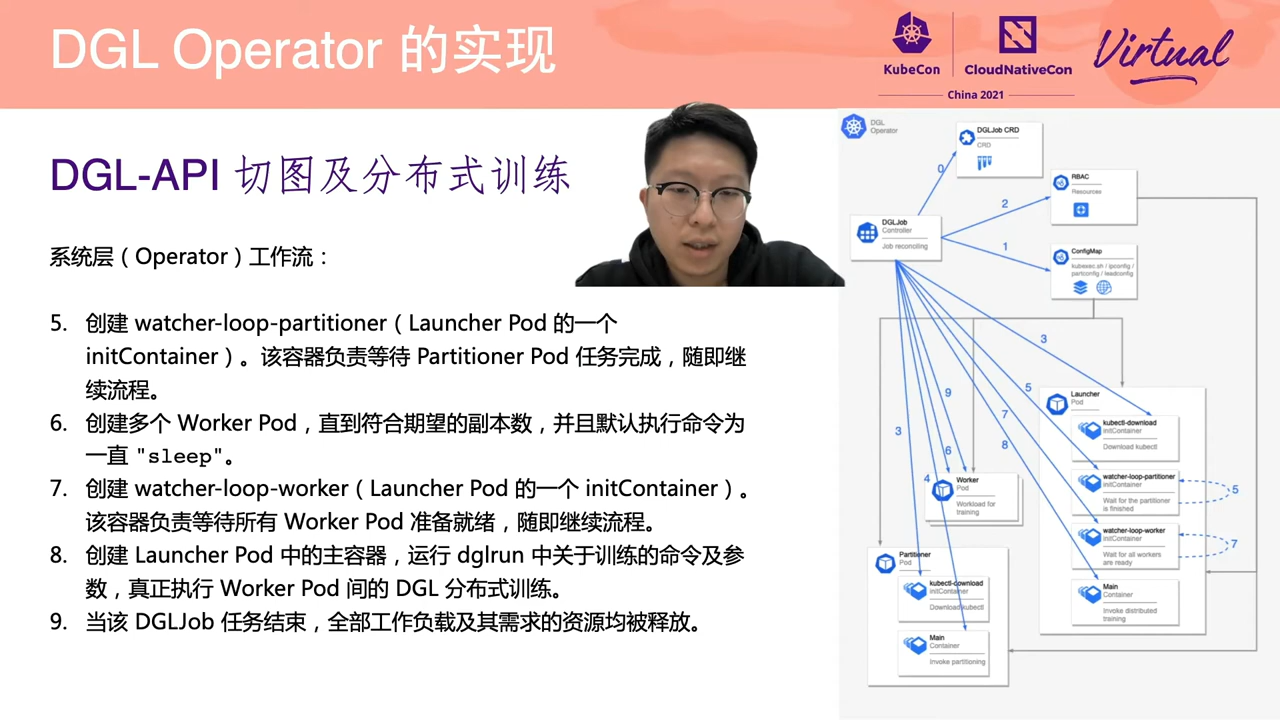 DGL Operator 的实现
KubeCon
CloudNativeCon
China 2021
Virtual
DGL-API 切图及分布式训练
系统层（Operator）工作流：
5. 创建 watcher-loop-partitioner（Launcher Pod 的一个
initContainer）。该容器负责等待 Partitioner Pod 任务完成，随即继
续流程。
6. 创建多个 Worker Pod，直到符合期望的副本数，并且默认执行命令为
一直 "sleep"。
7. 创建 watcher-loop-worker（Launcher Pod 的一个 initContainer）。
该容器负责等待所有 Worker Pod 准备就绪，随即继续流程。
8. 创建 Launcher Pod 中的主容器，运行 dglrun 中关于训练的命令及参
数，真正执行 Worker Pod 间的 DGL 分布式训练。
9. 当该 DGLJob 任务结束，全部工作负载及其需求的资源均被释放。
DGL
Operator
DGLJob CRD
CRD
0
RBAC
Resources
2
DGLJob
Controller
Job reconciling
1
ConfigMap
kubexec.sh / ipconfig /
partconfig / leadconfig
3
5
9
7
3
8
6
4
Launcher
Pod
kubectl-download
initContainer
Download kubectl
watcher-loop-partitioner
initContainer
Wait for the partitioner
is finished
5
Worker
Pod
Workload for
training
watcher-loop-worker
initContainer
Wait for all workers
are ready
7
Partitioner
Pod
kubectl-download
Container
Download kubectl
Main
Container
Invoke distributed
training
Main
Container
Invoke partitioning